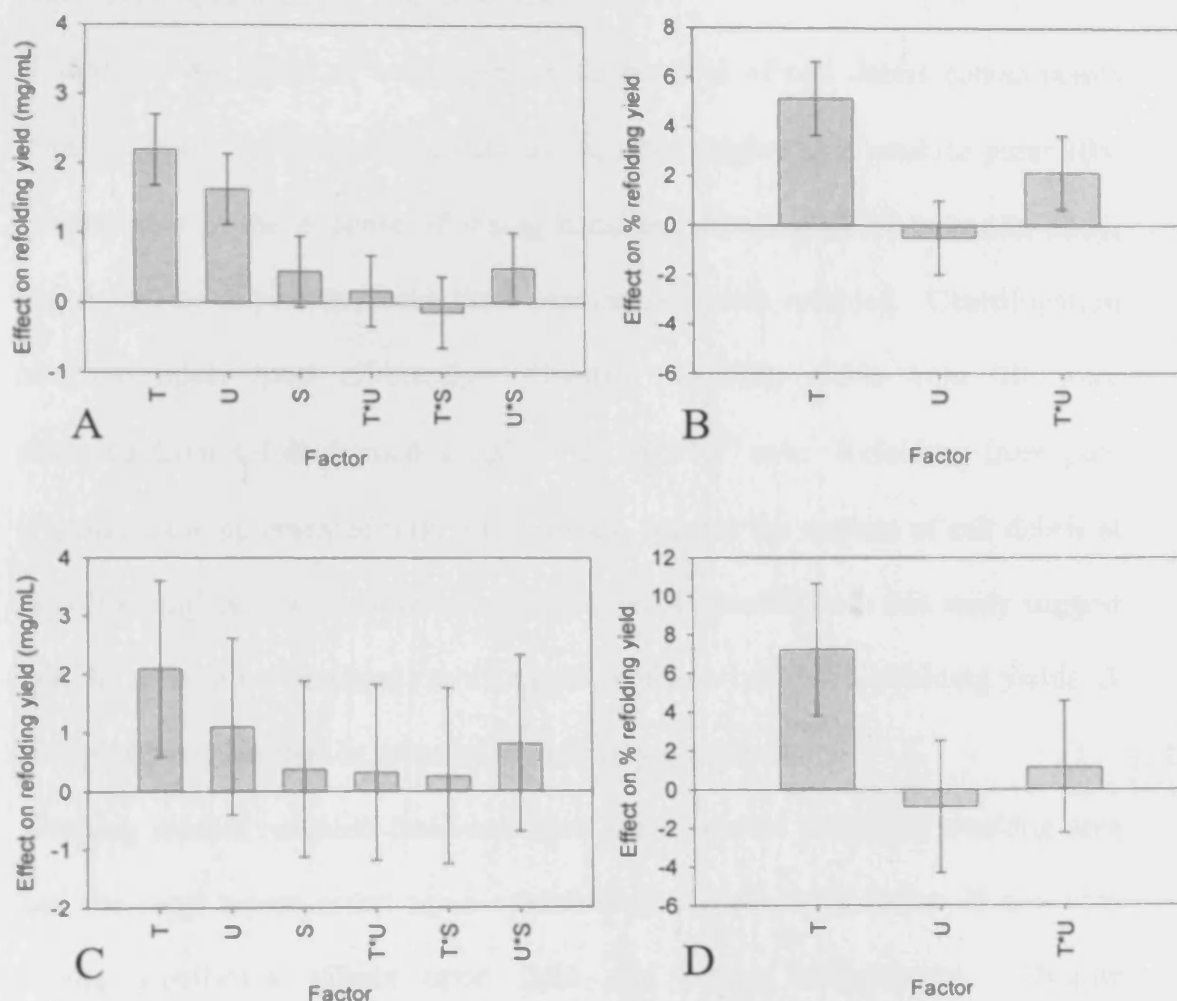 Effect on refolding yield (mg/mL)
4
3
2
1
0
-1
T
U
S
T*U
T*S
U*S
A
Factor
Effect on % refolding yield
8
6
4
2
0
-2
-4
-6
T
U
T*U
B
Factor
Effect on refolding yield (mg/mL)
4
3
2
1
0
-1
-2
T
U
S
T*U
T*S
U*S
C
Factor
Effect on % refolding yield
12
10
8
6
4
2
0
-2
-4
-6
T
U
T*U
D
Factor